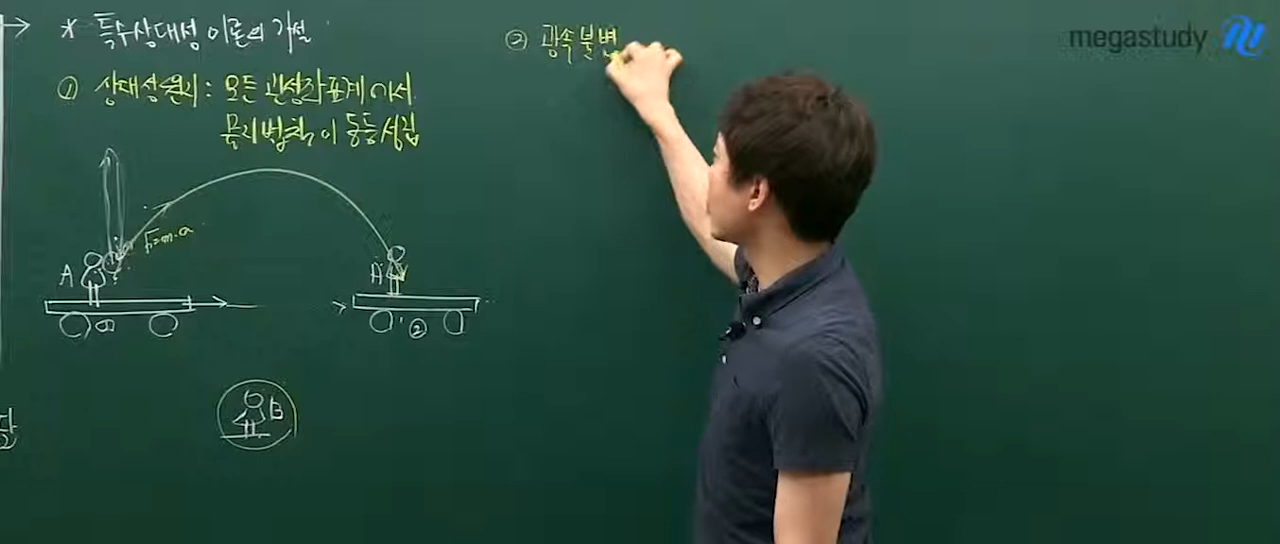 * 특수상대성 이론의 가설
① 상대성원리 : 모든 관성좌표계에서
물리법칙이 동등성립
② 광속불변
megastudy
F=m·a
A
A
②
B